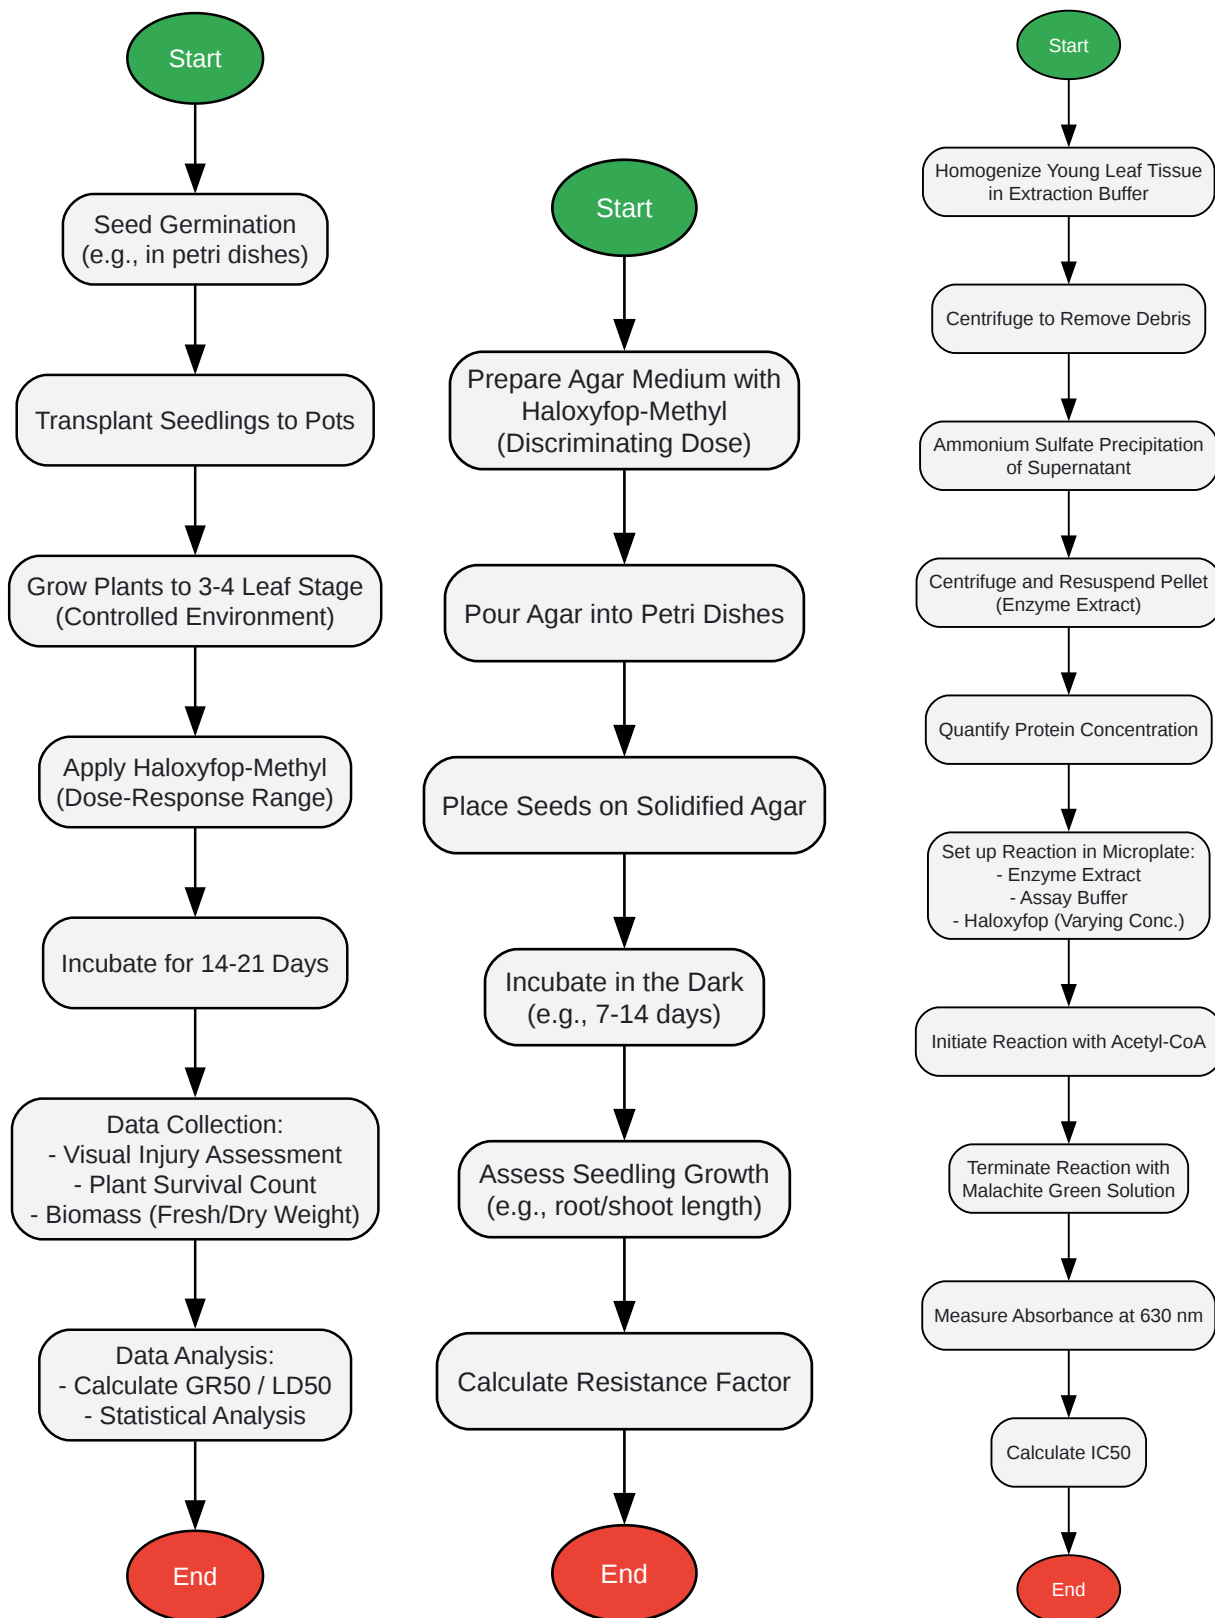 Start
Seed Germination
(e.g., in petri dishes)
Transplant Seedlings to Pots
Grow Plants to 3-4 Leaf Stage
(Controlled Environment)
Apply Haloxyfop-Methyl
(Dose-Response Range)
Incubate for 14-21 Days
Data Collection:
- Visual Injury Assessment
- Plant Survival Count
- Biomass (Fresh/Dry Weight)
Data Analysis:
- Calculate GR50 / LD50
- Statistical Analysis
End
Start
Prepare Agar Medium with
Haloxyfop-Methyl
(Discriminating Dose)
Pour Agar into Petri Dishes
Place Seeds on Solidified Agar
Incubate in the Dark
(e.g., 7-14 days)
Assess Seedling Growth
(e.g., root/shoot length)
Calculate Resistance Factor
End
Start
Homogenize Young Leaf Tissue
in Extraction Buffer
Centrifuge to Remove Debris
Ammonium Sulfate Precipitation
of Supernatant
Centrifuge and Resuspend Pellet
(Enzyme Extract)
Quantify Protein Concentration
Set up Reaction in Microplate:
- Enzyme Extract
- Assay Buffer
- Haloxyfop (Varying Conc.)
Initiate Reaction with Acetyl-CoA
Terminate Reaction with
Malachite Green Solution
Measure Absorbance at 630 nm
Calculate IC50
End